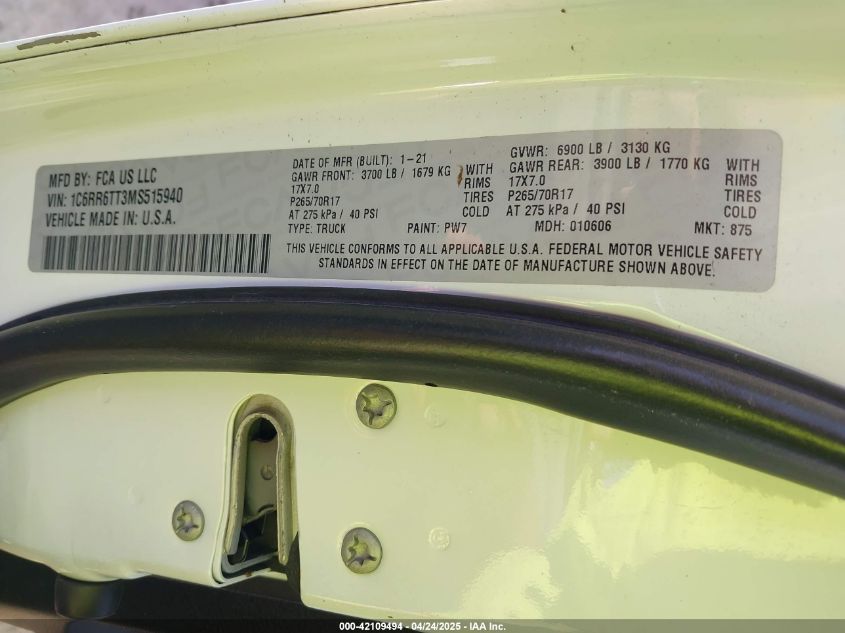 MFD BY: FCA US LLC
VIN: 1C6RR6TT3MS515940
VEHICLE MADE IN: U.S.A.
DATE OF MFR (BUILT): 1-21
GAWR FRONT: 3700 LB / 1679 KG WITH
17X7.0 RIMS
P265/70R17 TIRES
AT 275 kPa / 40 PSI COLD
TYPE: TRUCK PAINT: PW7
GVWR: 6900 LB / 3130 KG
GAWR REAR: 3900 LB / 1770 KG WITH
17X7.0 RIMS
P265/70R17 TIRES
AT 275 kPa / 40 PSI COLD
MDH: 010606 MKT: 875
THIS VEHICLE CONFORMS TO ALL APPLICABLE U.S.A. FEDERAL MOTOR VEHICLE SAFETY
STANDARDS IN EFFECT ON THE DATE OF MANUFACTURE SHOWN ABOVE.
000-42109494 - 04/24/2025 - IAA Inc.